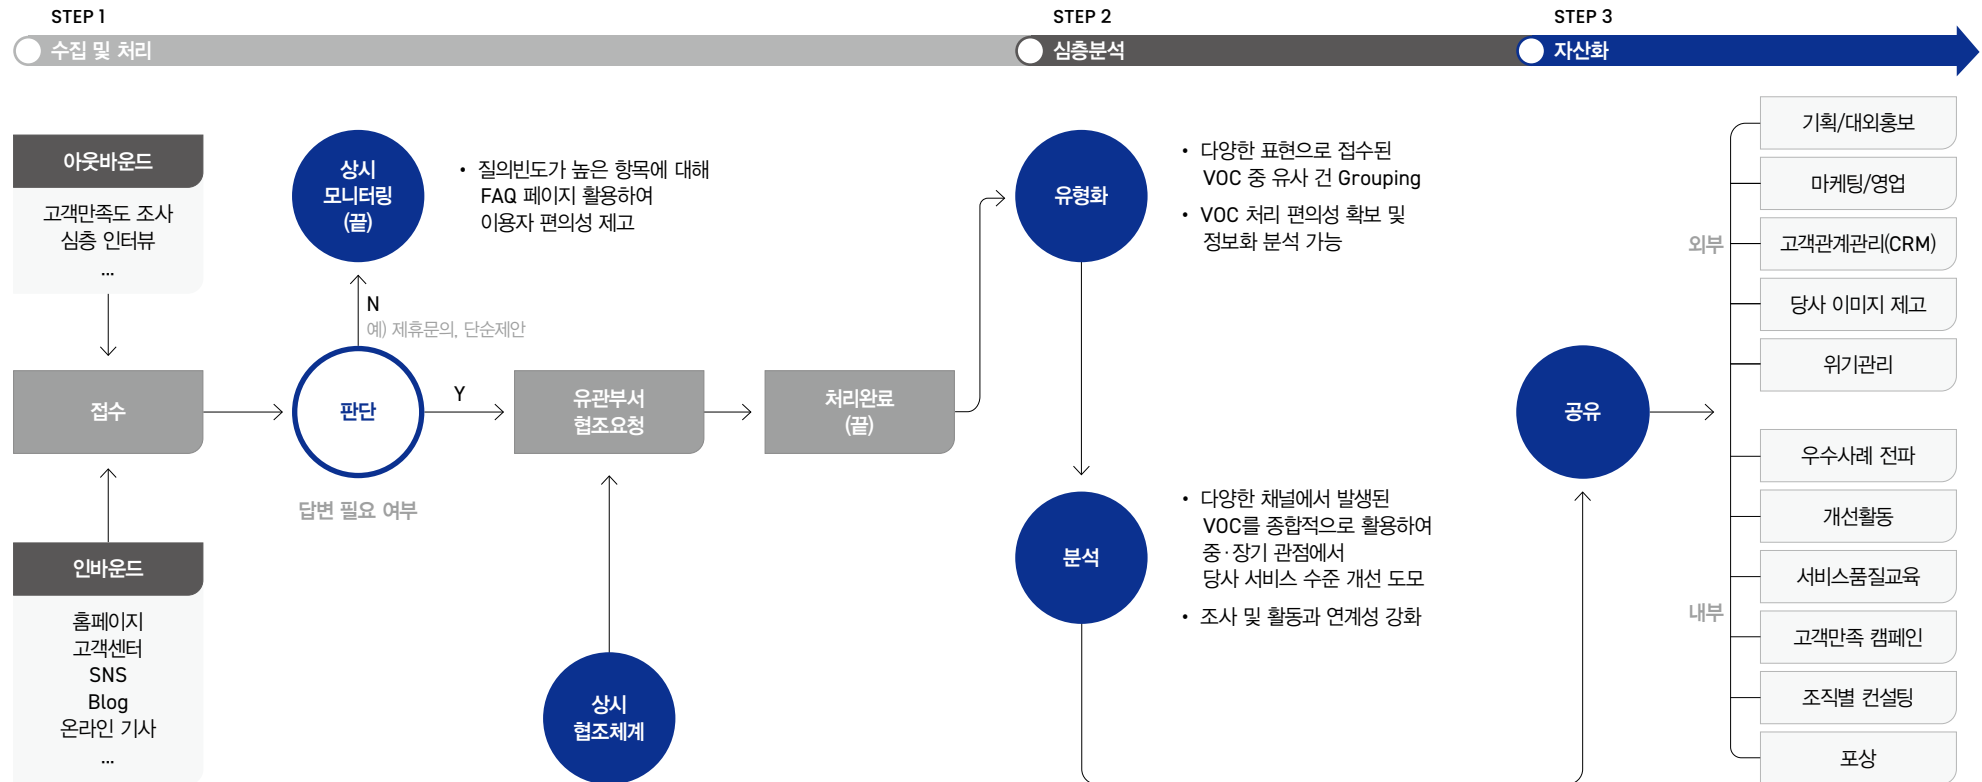 STEP 1
수집 및 처리
아웃바운드
고객만족도 조사
심층 인터뷰
...
접수
인바운드
홈페이지
고객센터
SNS
Blog
온라인 기사
...
상시
모니터링
(끝)
• 질의빈도가 높은 항목에 대해
FAQ 페이지 활용하여
이용자 편의성 제고
N
예) 제휴문의, 단순제안
판단
답변 필요 여부
Y
유관부서
협조요청
상시
협조체계
처리완료
(끝)
STEP 2
심층분석
유형화
• 다양한 표현으로 접수된
VOC 중 유사 건 Grouping
• VOC 처리 편의성 확보 및
정보화 분석 가능
분석
• 다양한 채널에서 발생된
VOC를 종합적으로 활용하여
중·장기 관점에서
당사 서비스 수준 개선 도모
• 조사 및 활동과 연계성 강화
STEP 3
자산화
공유
외부
기획/대외홍보
마케팅/영업
고객관계관리(CRM)
당사 이미지 제고
위기관리
내부
우수사례 전파
개선활동
서비스품질교육
고객만족 캠페인
조직별 컨설팅
포상